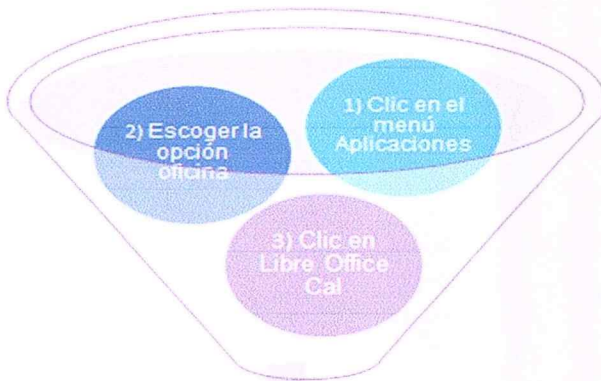 1) Clic en el
menú
Aplicaciones
2) Escoger la
opción
oficina
3) Clic en
Libre Office
Cal